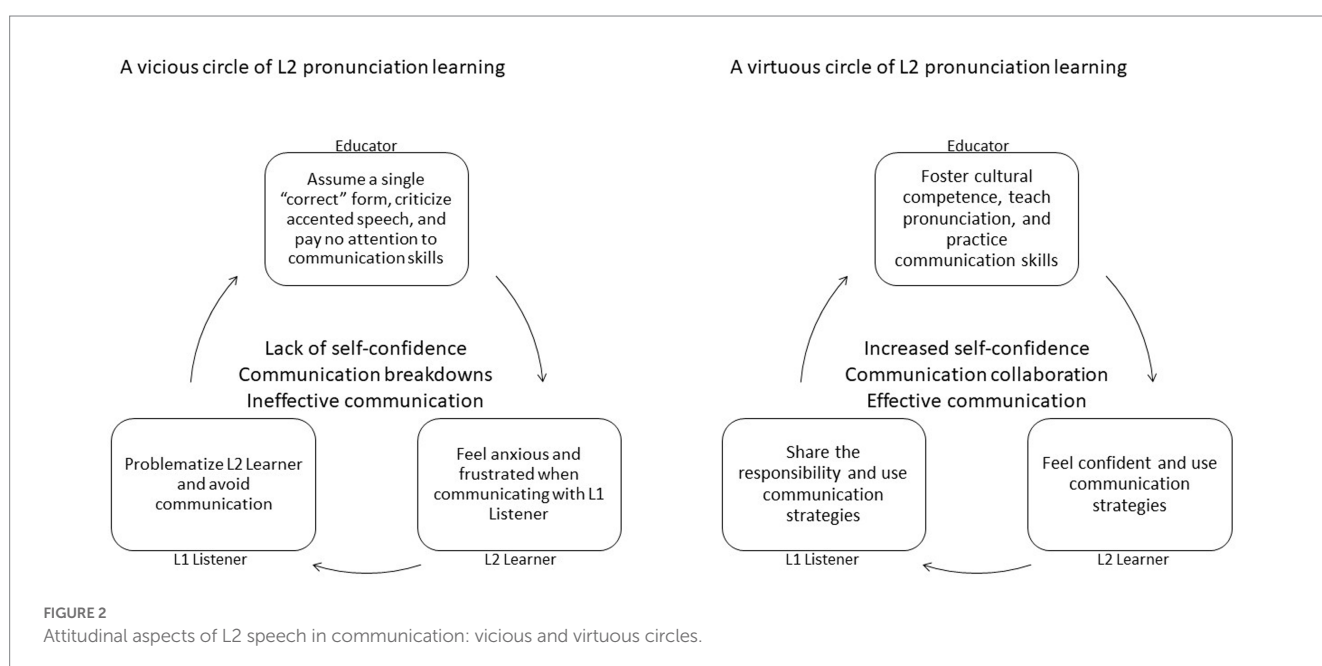 A vicious circle of L2 pronunciation learning
Educator
Assume a single
“correct” form, criticize
accented speech, and
pay no attention to
communication skills
Lack of self-confidence
Communication breakdowns
Ineffective communication
Problematize L2 Learner
and avoid
communication
L1 Listener
Feel anxious and
frustrated when
communicating with L1
Listener
L2 Learner
A virtuous circle of L2 pronunciation learning
Educator
Foster cultural
competence, teach
pronunciation, and
practice
communication skills
Increased self-confidence
Communication collaboration
Effective communication
Share the
responsibility and use
communication
strategies
L1 Listener
Feel confident and use
communication
strategies
L2 Learner
FIGURE 2
Attitudinal aspects of L2 speech in communication: vicious and virtuous circles.